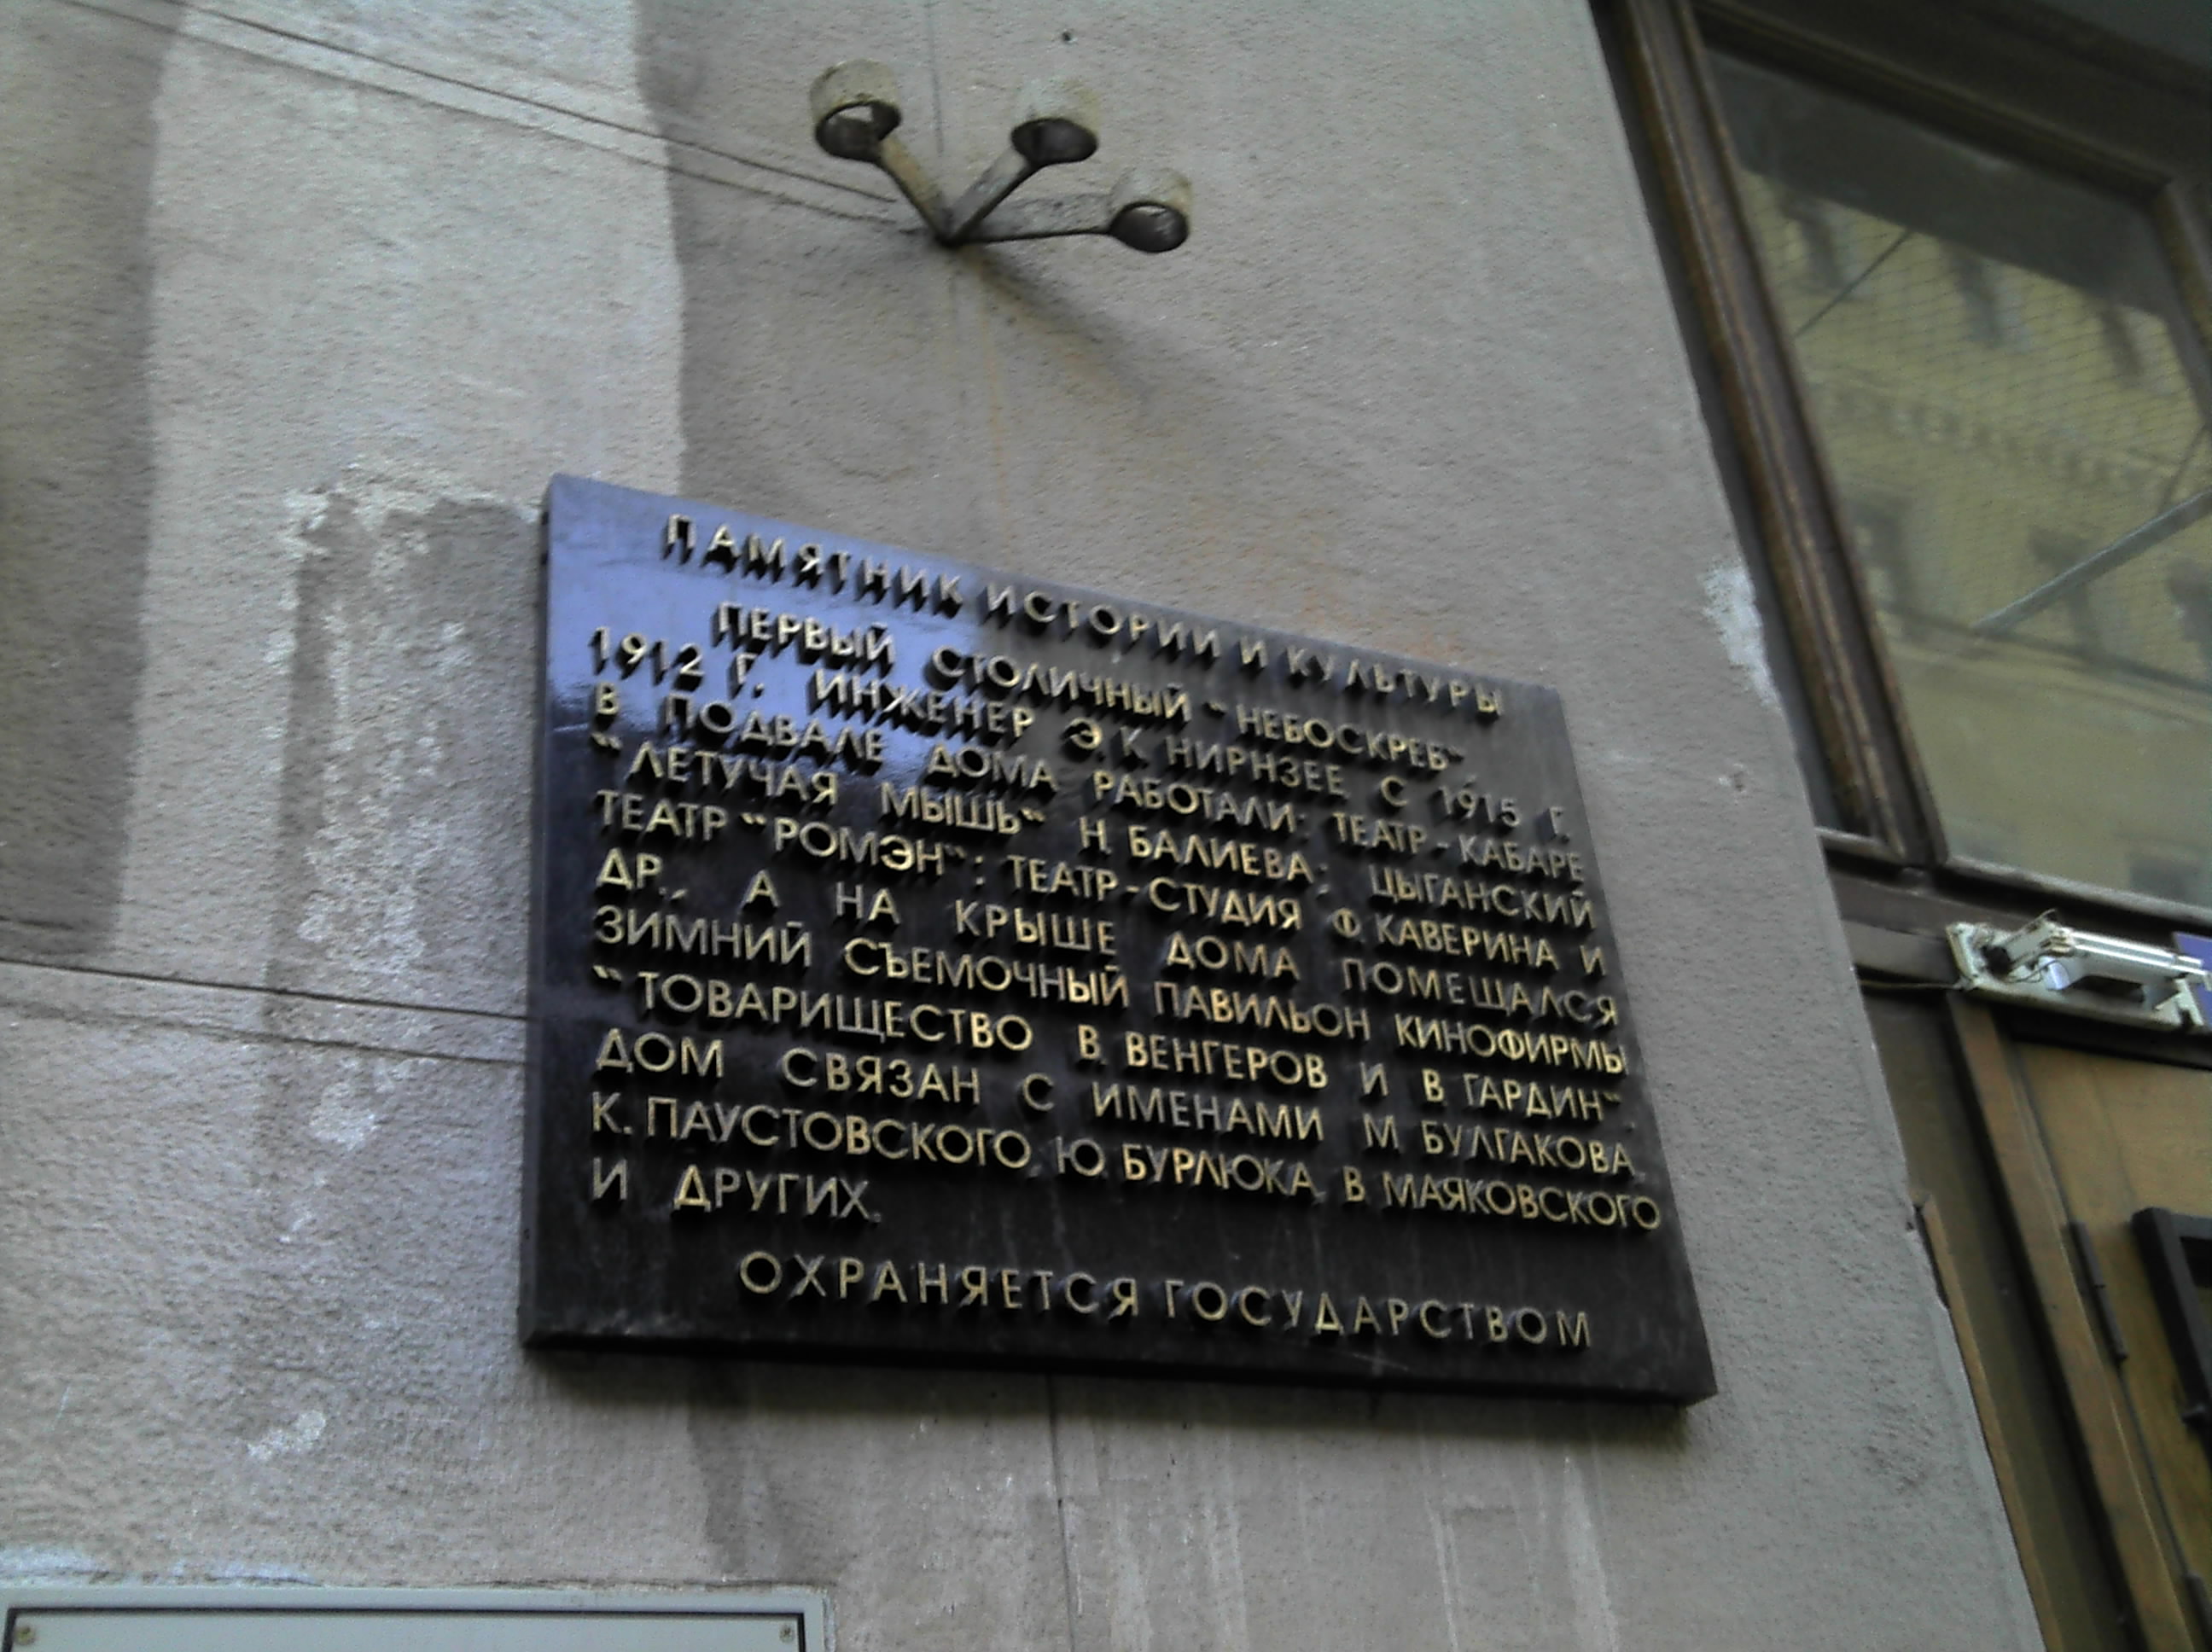 ПАМЯТНИК ИСТОРИИ И КУЛЬТУРЫ
ПЕРВЫЙ СТОЛИЧНЫЙ "НЕБОСКРЕБ".
1912 Г. ИНЖЕНЕР Э.К. НИРНЗЕЕ С 1915 Г.
В ПОДВАЛЕ ДОМА РАБОТАЛИ: ТЕАТР-КАБАРЕ
"ЛЕТУЧАЯ МЫШЬ" Н. БАЛИЕВА; ЦЫГАНСКИЙ
ТЕАТР "РОМЭН"; ТЕАТР-СТУДИЯ Ф. КАВЕРИНА И
ДР., А НА КРЫШЕ ДОМА ПОМЕЩАЛСЯ
ЗИМНИЙ СЪЕМОЧНЫЙ ПАВИЛЬОН КИНОФИРМЫ
"ТОВАРИЩЕСТВО В. ВЕНГЕРОВ И В. ГАРДИН".
ДОМ СВЯЗАН С ИМЕНАМИ М. БУЛГАКОВА,
К. ПАУСТОВСКОГО, Ю. БУРЛЮКА, В. МАЯКОВСКОГО
И ДРУГИХ.
ОХРАНЯЕТСЯ ГОСУДАРСТВОМ